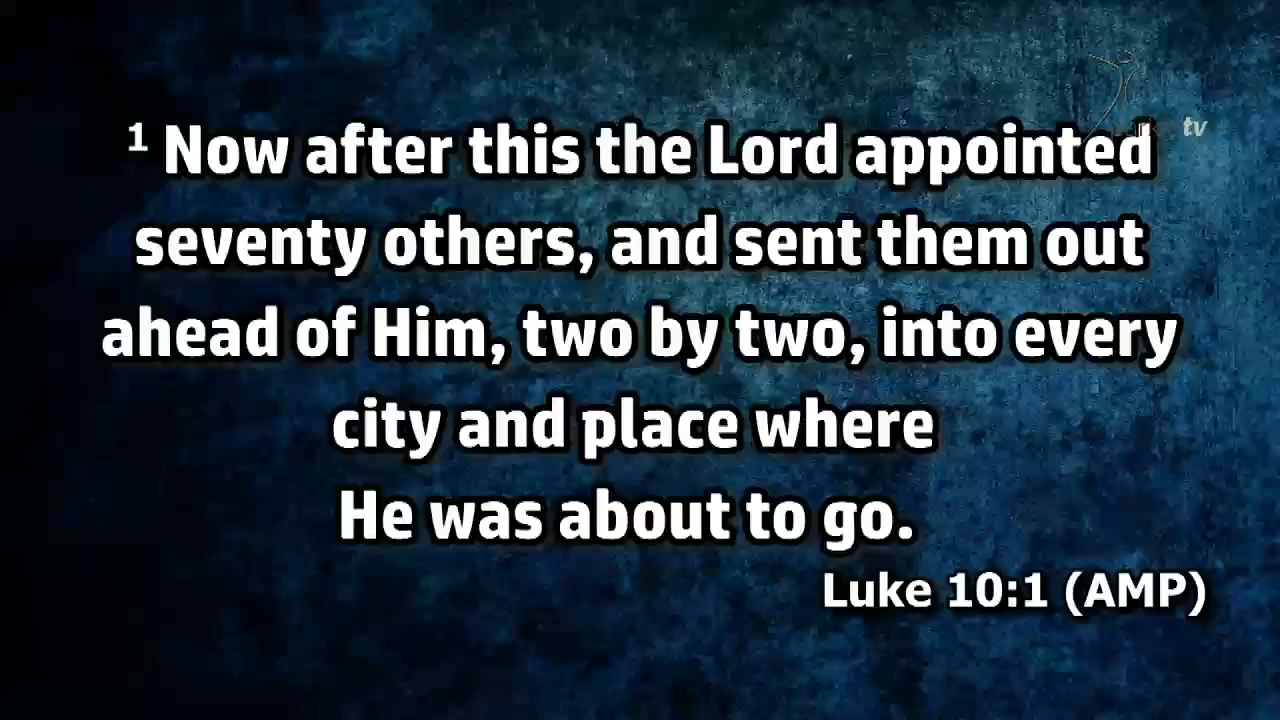 ¹ Now after this the Lord appointed
seventy others, and sent them out
ahead of Him, two by two, into every
city and place where
He was about to go.
Luke 10:1 (AMP)
tv